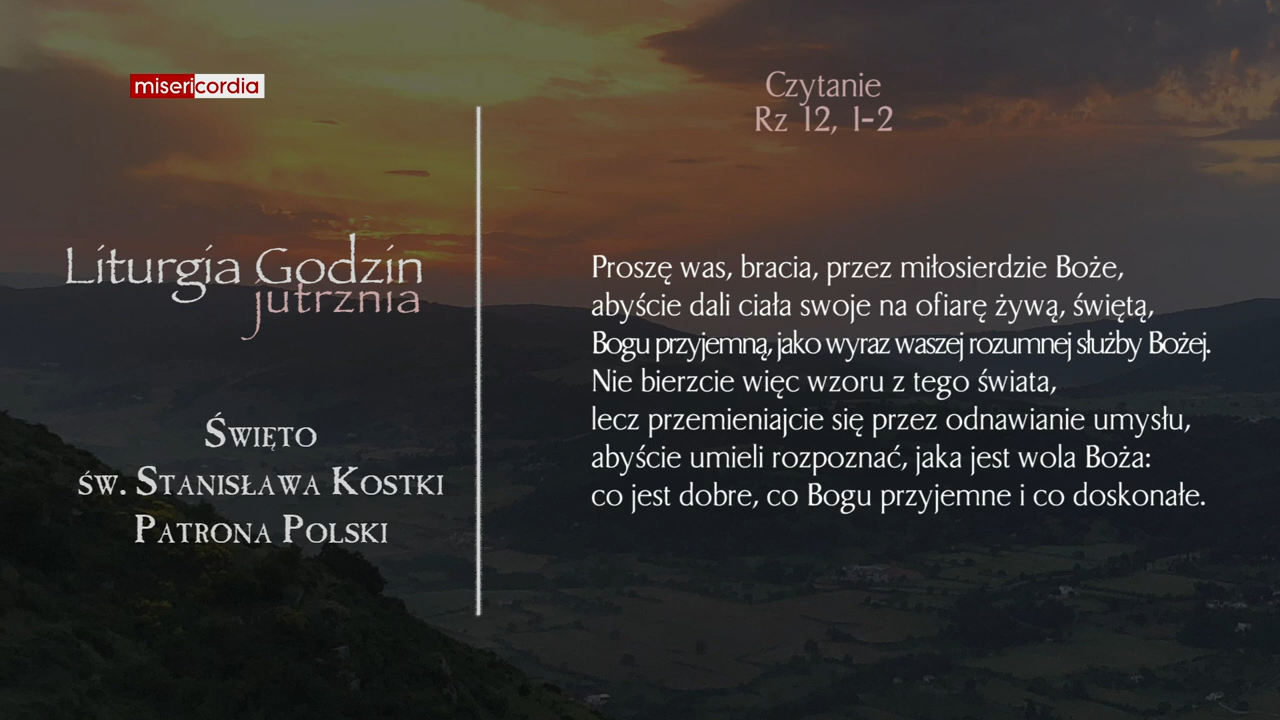 misericordia
Liturgia Godzin
jutrznia
Święto
św. Stanisława Kostki
Patrona Polski
Czytanie
Rz 12, 1-2
Proszę was, bracia, przez miłosierdzie Boże,
abyście dali ciała swoje na ofiarę żywą, świętą,
Bogu przyjemną, jako wyraz waszej rozumnej służby Bożej.
Nie bierzcie więc wzoru z tego świata,
lecz przemieniajcie się przez odnawianie umysłu,
abyście umieli rozpoznać, jaka jest wola Boża:
co jest dobre, co Bogu przyjemne i co doskonałe.